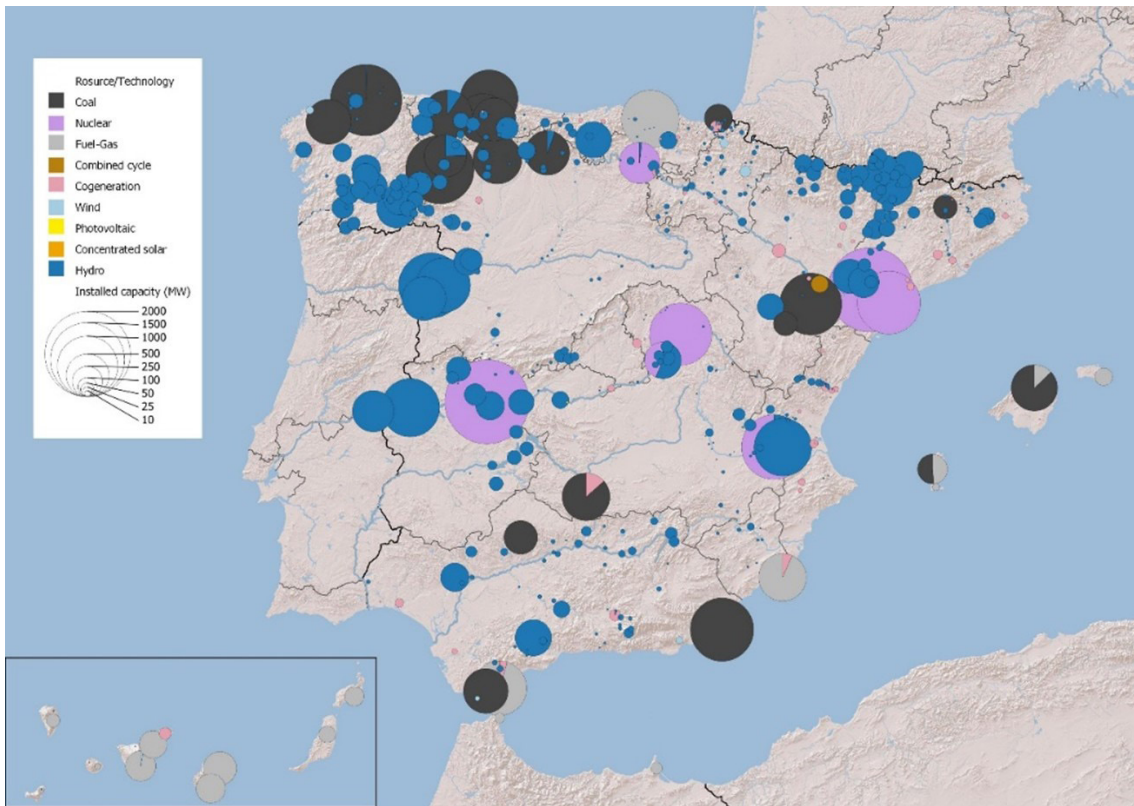 Rosurce/Technology
Coal
Nuclear
Fuel-Gas
Combined cycle
Cogeneration
Wind
Photovoltaic
Concentrated solar
Hydro
Installed capacity (MW)
2000
1500
1000
500
250
100
50
25
10